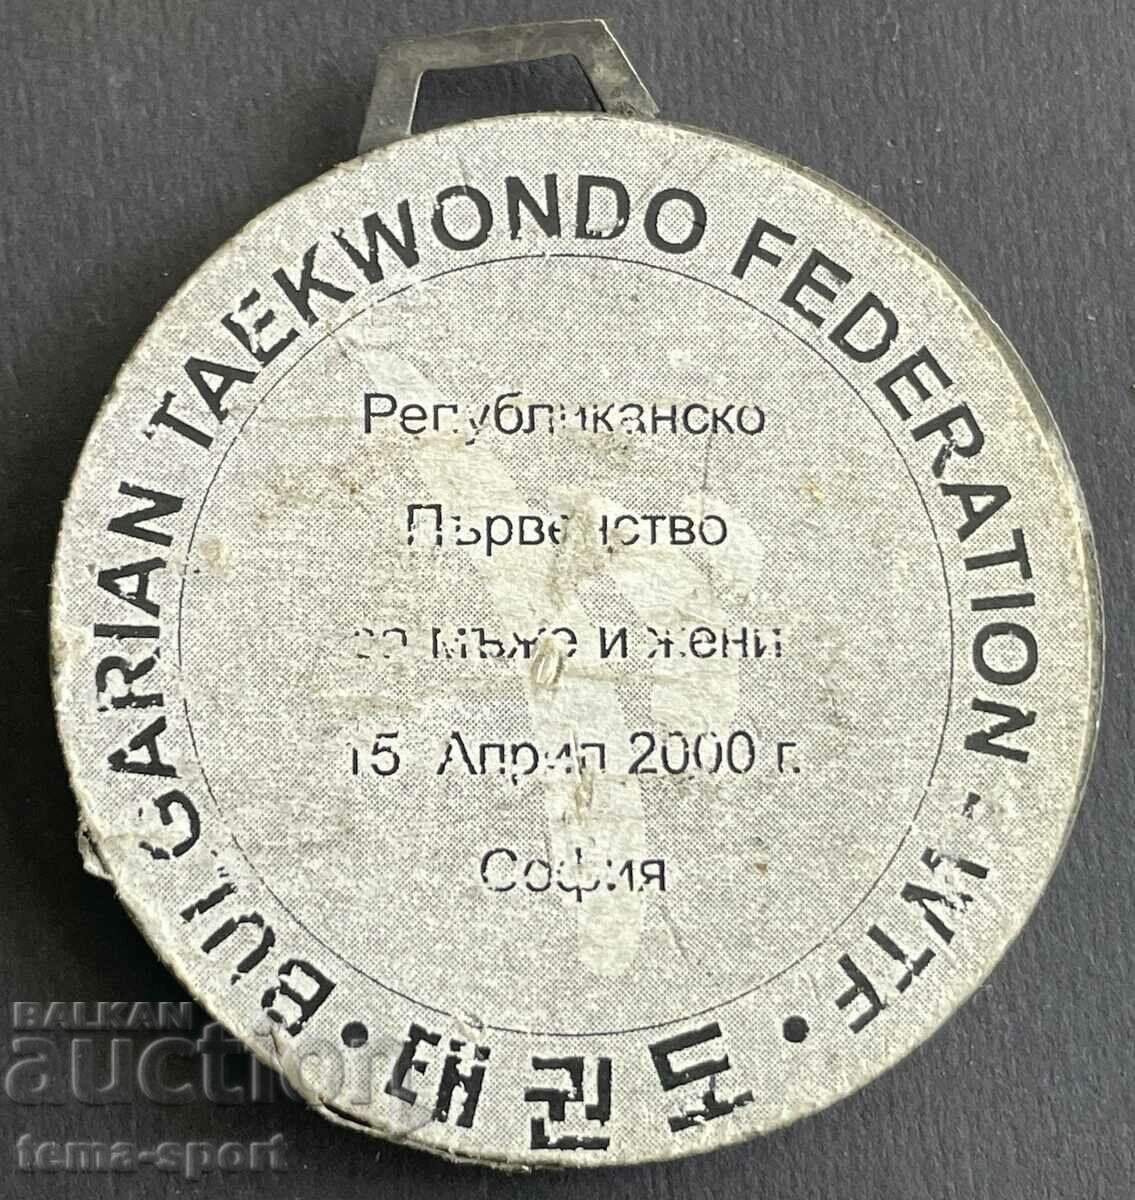 BULGARIAN TAEKWONDO FEDERATION - WTF
Републиканско
Първенство
за мъже и жени
15 Април 2000 г.
София
태권도
BALKAN
auction
tema-sport